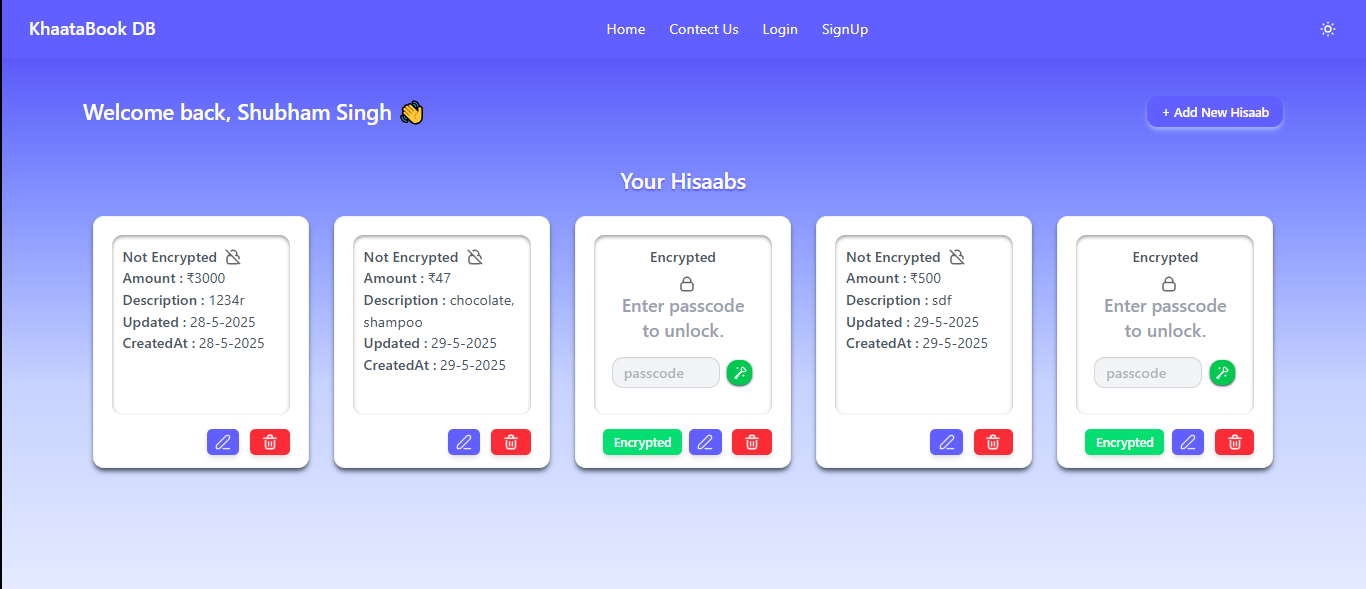 KhaataBook DB
Home
Contect Us
Login
SignUp
Welcome back, Shubham Singh 👋
+ Add New Hisaab
Your Hisaabs
Not Encrypted
Amount : ₹3000
Description : 1234r
Updated : 28-5-2025
CreatedAt : 28-5-2025
Not Encrypted
Amount : ₹47
Description : chocolate,
shampoo
Updated : 29-5-2025
CreatedAt : 29-5-2025
Encrypted
Enter passcode
to unlock.
passcode
Encrypted
Not Encrypted
Amount : ₹500
Description : sdf
Updated : 29-5-2025
CreatedAt : 29-5-2025
Encrypted
Enter passcode
to unlock.
passcode
Encrypted